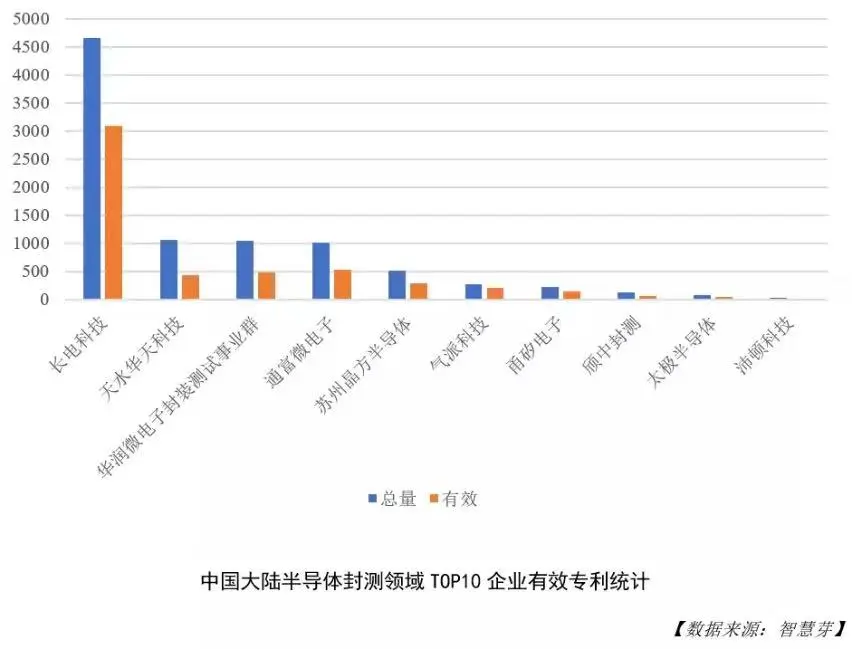 5000
4500
4000
3500
3000
2500
2000
1500
1000
500
0
长电科技
天水华天科技
华润微电子封装测试事业群
通富微电子
苏州晶方半导体
气派科技
甬矽电子
颀中封测
太极半导体
沛顿科技
总量 有效
中国大陆半导体封测领域 TOP10 企业有效专利统计
【数据来源：智慧芽】